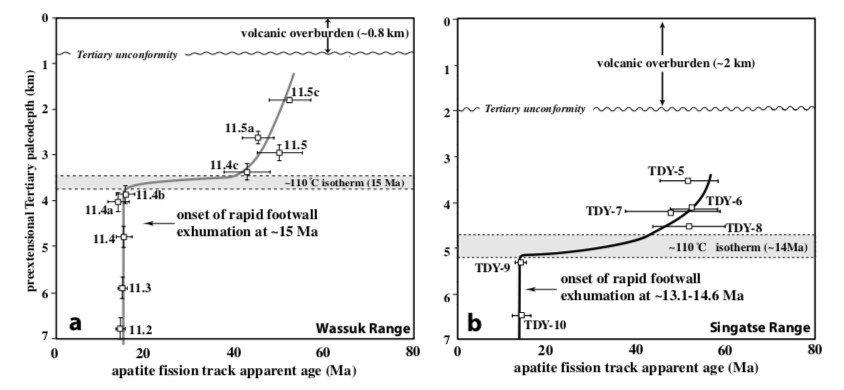 0
volcanic overburden (~0.8 km)
Tertiary unconformity
1
11.5c
2
11.5a
11.5
3
11.4c
~110°C isotherm (15 Ma)
11.4b
4
11.4a
onset of rapid footwall
exhumation at ~15 Ma
11.4
5
11.3
6
11.2
7
a
Wassuk Range
0
20
40
60
80
apatite fission track apparent age (Ma)
preextensional Tertiary paleodepth (km)
0
volcanic overburden (~2 km)
1
2
Tertiary unconformity
3
TDY-5
TDY-6
4
TDY-7
TDY-8
~110°C isotherm (~14Ma)
5
TDY-9
onset of rapid footwall
exhumation at ~13.1-14.6 Ma
6
TDY-10
7
b
Singatse Range
0
20
40
60
80
apatite fission track apparent age (Ma)